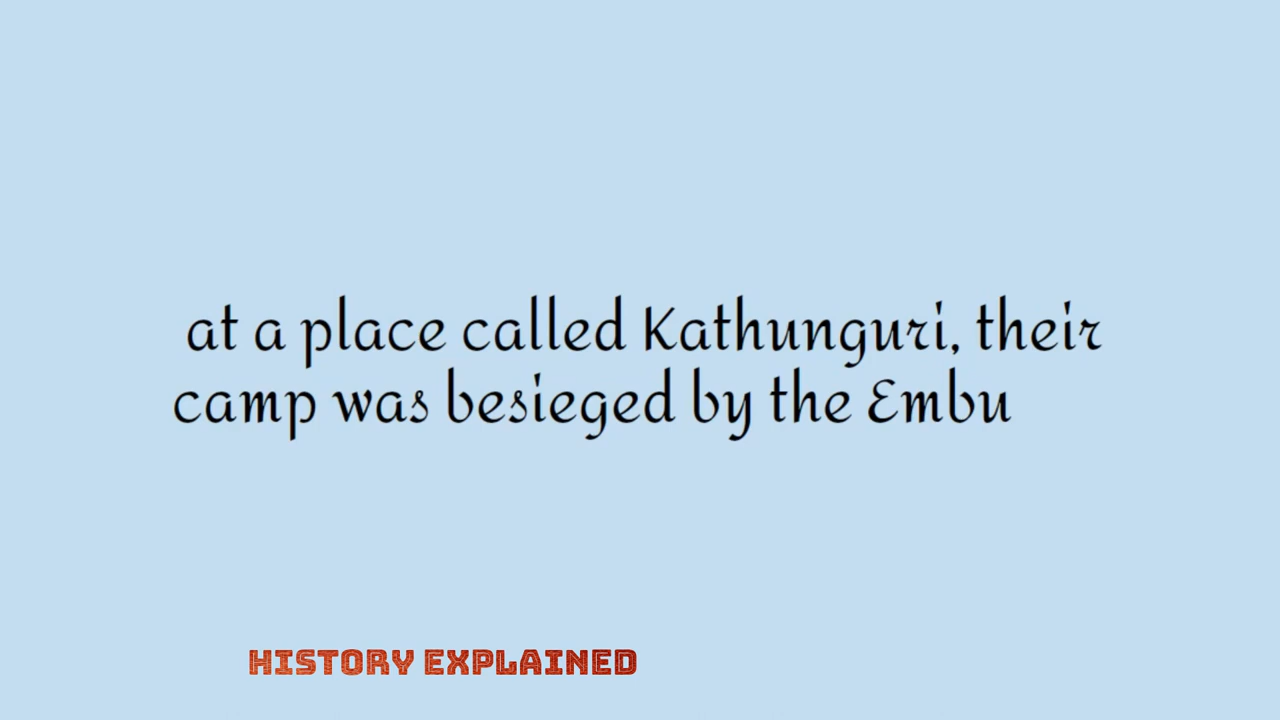 at a place called Kathunguri, their
camp was besieged by the Embu
HISTORY EXPLAINED